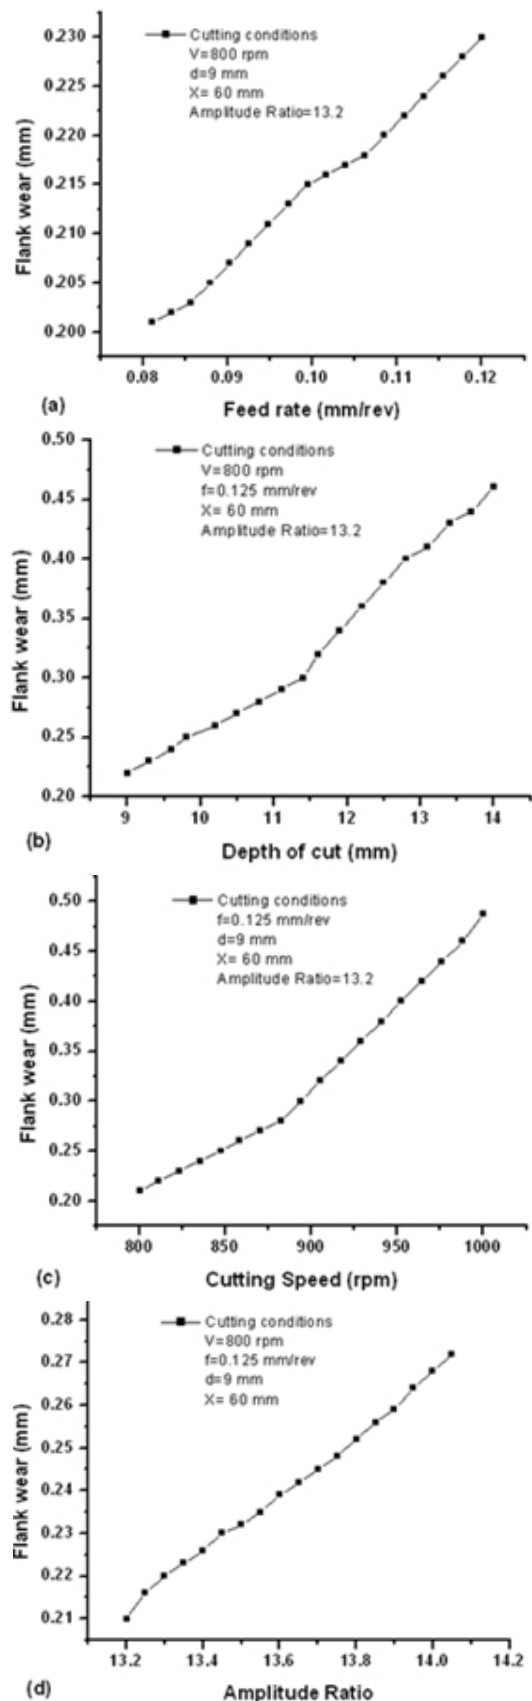 0.230
0.225
0.220
0.215
0.210
0.205
0.200
Flank wear (mm)
Cutting conditions
V=800 rpm
d=9 mm
X= 60 mm
Amplitude Ratio=13.2
0.08 0.09 0.10 0.11 0.12
(a)
Feed rate (mm/rev)
0.50
0.45
0.40
0.35
0.30
0.25
0.20
Flank wear (mm)
Cutting conditions
V=800 rpm
f=0.125 mm/rev
X= 60 mm
Amplitude Ratio=13.2
9 10 11 12 13 14
(b)
Depth of cut (mm)
0.50
0.45
0.40
0.35
0.30
0.25
0.20
Flank wear (mm)
Cutting conditions
f=0.125 mm/rev
d=9 mm
X= 60 mm
Amplitude Ratio=13.2
800 850 900 950 1000
(c)
Cutting Speed (rpm)
0.28
0.27
0.26
0.25
0.24
0.23
0.22
0.21
Flank wear (mm)
Cutting conditions
V=800 rpm
f=0.125 mm/rev
d=9 mm
X= 60 mm
13.2 13.4 13.6 13.8 14.0 14.2
(d)
Amplitude Ratio